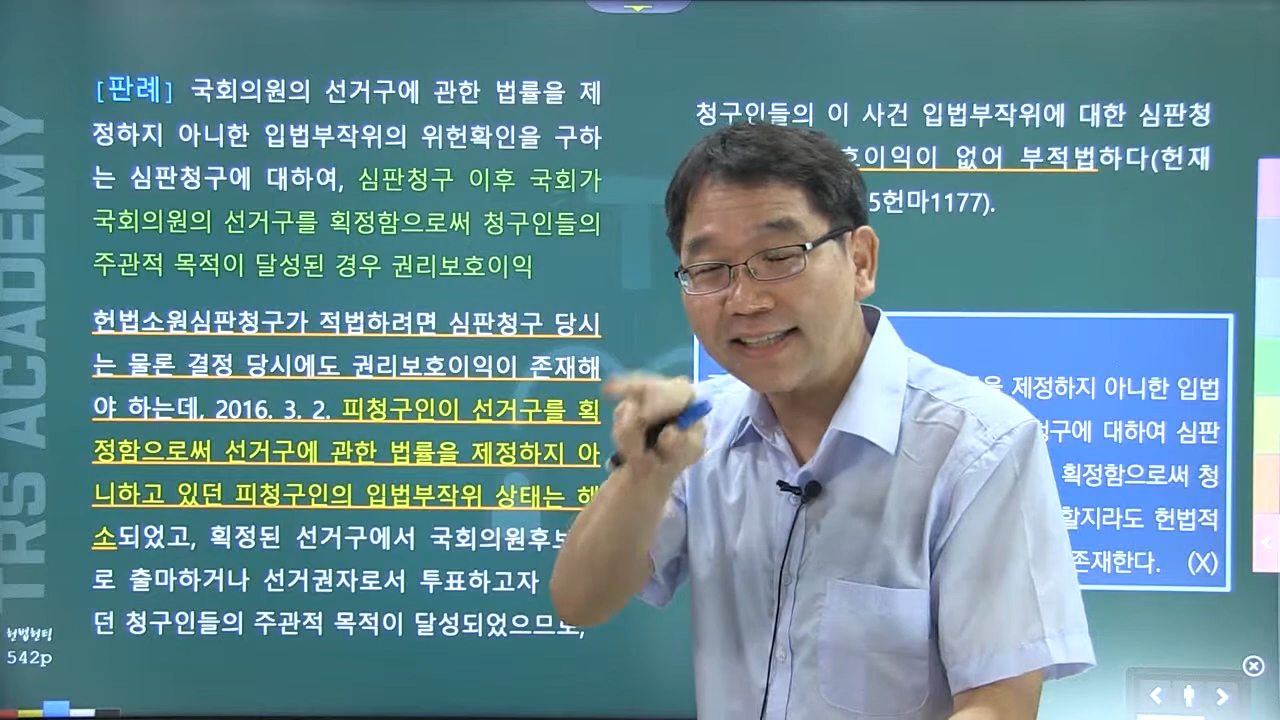 [판례] 국회의원의 선거구에 관한 법률을 제
정하지 아니한 입법부작위의 위헌확인을 구하
는 심판청구에 대하여, 심판청구 이후 국회가
국회의원의 선거구를 획정함으로써 청구인들의
주관적 목적이 달성된 경우 권리보호이익
헌법소원심판청구가 적법하려면 심판청구 당시
는 물론 결정 당시에도 권리보호이익이 존재해
야 하는데, 2016. 3. 2. 피청구인이 선거구를 획
정함으로써 선거구에 관한 법률을 제정하지 아
니하고 있던 피청구인의 입법부작위 상태는 해
소되었고, 획정된 선거구에서 국회의원후보
로 출마하거나 선거권자로서 투표하고자
던 청구인들의 주관적 목적이 달성되었으므로,
청구인들의 이 사건 입법부작위에 대한 심판청
호이익이 없어 부적법하다(헌재
5헌마1177).
을 제정하지 아니한 입법
청구에 대하여 심판
획정함으로써 청
할지라도 헌법적
존재한다. (X)
TRS ACADEMY
헌법헌터
542p